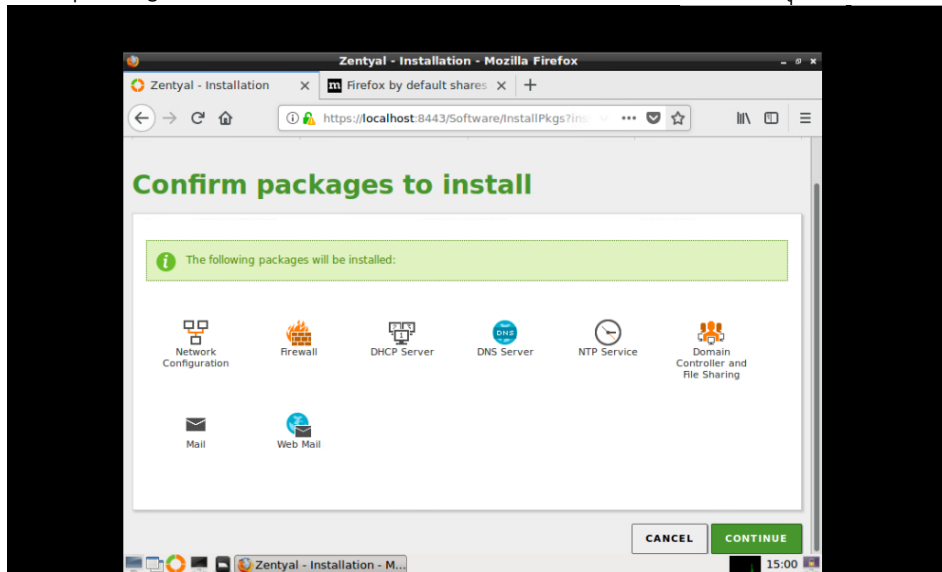 Zentyal - Installation - Mozilla Firefox
Zentyal - Installation
Firefox by default shares
https://localhost:8443/Software/InstallPkgs?ins
Confirm packages to install
The following packages will be installed:
Network Configuration
Firewall
DHCP Server
DNS
DNS Server
NTP Service
Domain Controller and File Sharing
Mail
Web Mail
CANCEL
CONTINUE
Zentyal - Installation - M...
15:00